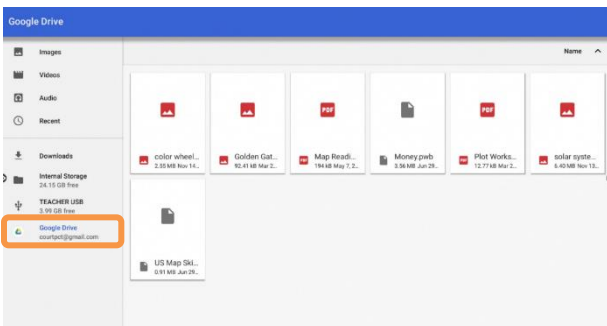 Google Drive
Images
Videos
Audio
Recent
Downloads
Internal Storage
24.15 GB free
TEACHER USB
3.99 GB free
Google Drive
courtpct@gmail.com
Name
color wheel...
2.55 MB Nov 14...
Golden Gat...
92.41 kB Mar 2...
PDF
Map Readi...
194 kB May 7, 2...
Money.pwb
3.56 MB Jun 29...
PDF
Plot Works...
12.77 kB Mar 2...
solar syste...
6.40 MB Nov 13...
US Map Ski...
0.91 MB Jun 29...